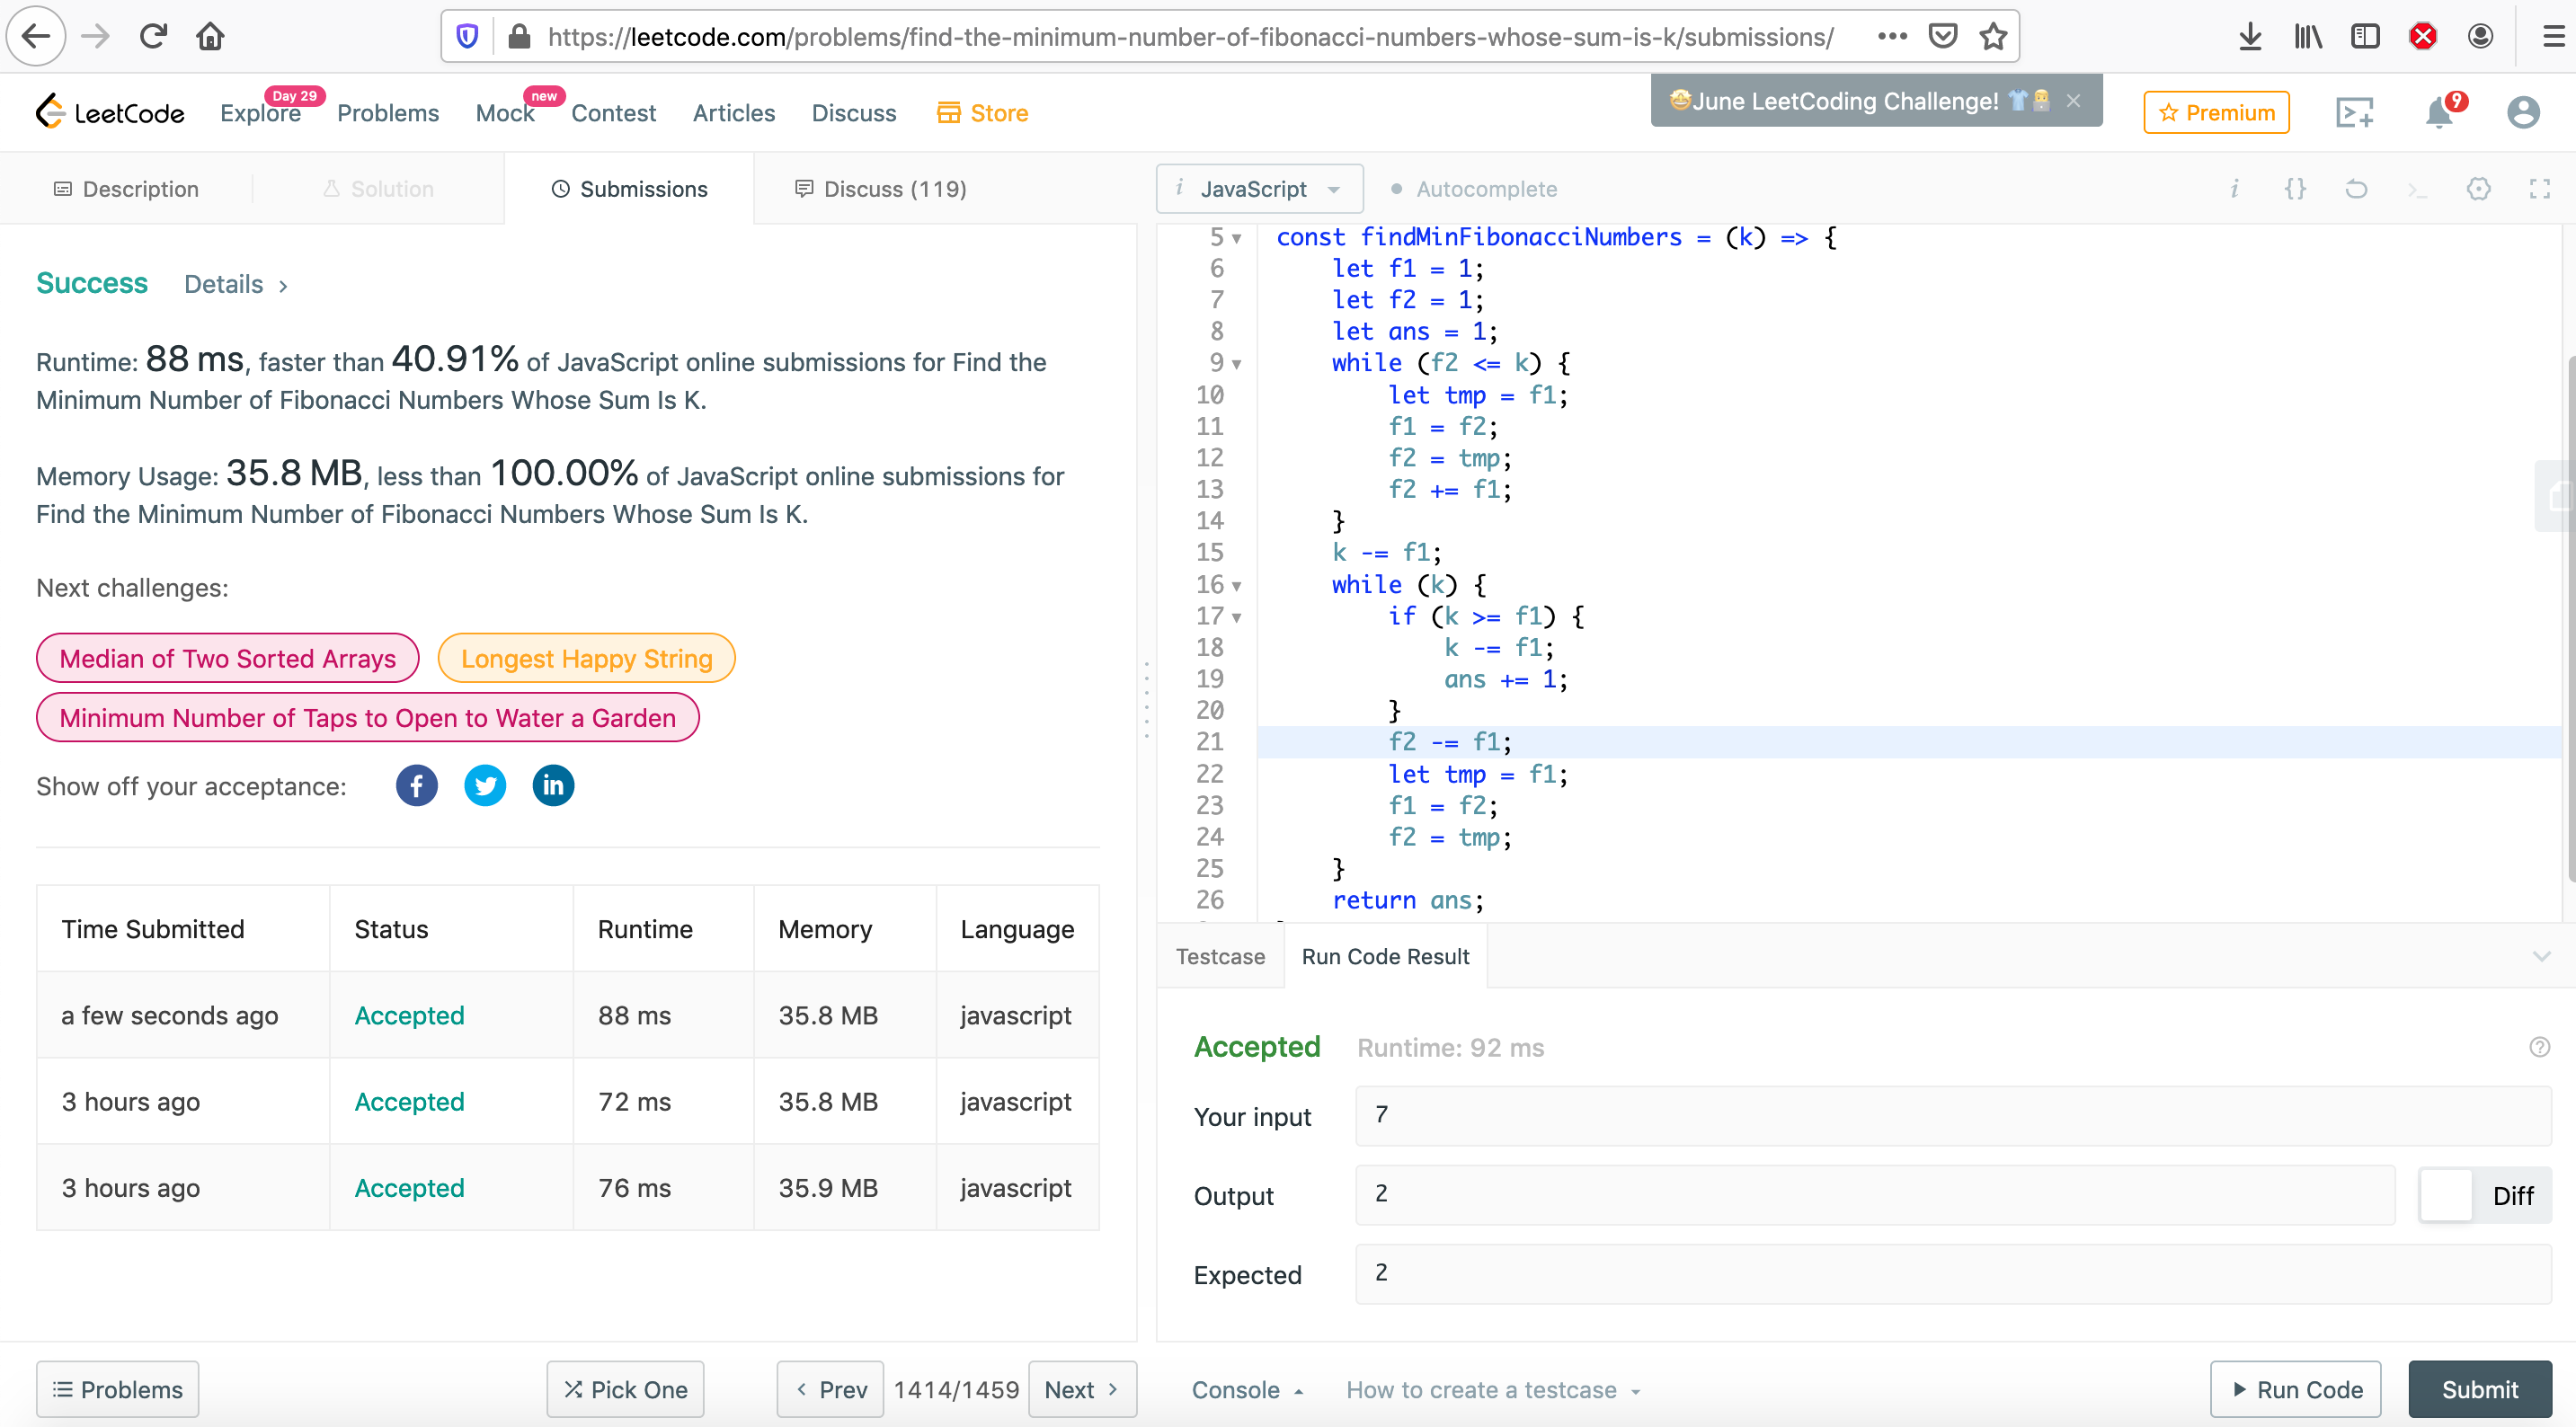 https://leetcode.com/problems/find-the-minimum-number-of-fibonacci-numbers-whose-sum-is-k/submissions/
LeetCode Explore Day 29 Problems Mock new Contest Articles Discuss Store
🤩June LeetCoding Challenge! 👕 ×
Premium
9
Description Solution Submissions Discuss (119)
i JavaScript Autocomplete
Success Details >
Runtime: 88 ms, faster than 40.91% of JavaScript online submissions for Find the
Minimum Number of Fibonacci Numbers Whose Sum Is K.
Memory Usage: 35.8 MB, less than 100.00% of JavaScript online submissions for
Find the Minimum Number of Fibonacci Numbers Whose Sum Is K.
Next challenges:
Median of Two Sorted Arrays Longest Happy String
Minimum Number of Taps to Open to Water a Garden
Show off your acceptance: f in
Time Submitted Status Runtime Memory Language
a few seconds ago Accepted 88 ms 35.8 MB javascript
3 hours ago Accepted 72 ms 35.8 MB javascript
3 hours ago Accepted 76 ms 35.9 MB javascript
5 const findMinFibonacciNumbers = (k) => {
6 let f1 = 1;
7 let f2 = 1;
8 let ans = 1;
9 while (f2 <= k) {
10 let tmp = f1;
11 f1 = f2;
12 f2 = tmp;
13 f2 += f1;
14 }
15 k -= f1;
16 while (k) {
17 if (k >= f1) {
18 k -= f1;
19 ans += 1;
20 }
21 f2 -= f1;
22 let tmp = f1;
23 f1 = f2;
24 f2 = tmp;
25 }
26 return ans;
Testcase Run Code Result
Accepted Runtime: 92 ms
Your input 7
Output 2 Diff
Expected 2
Problems Pick One < Prev 1414/1459 Next >
Console How to create a testcase Run Code Submit